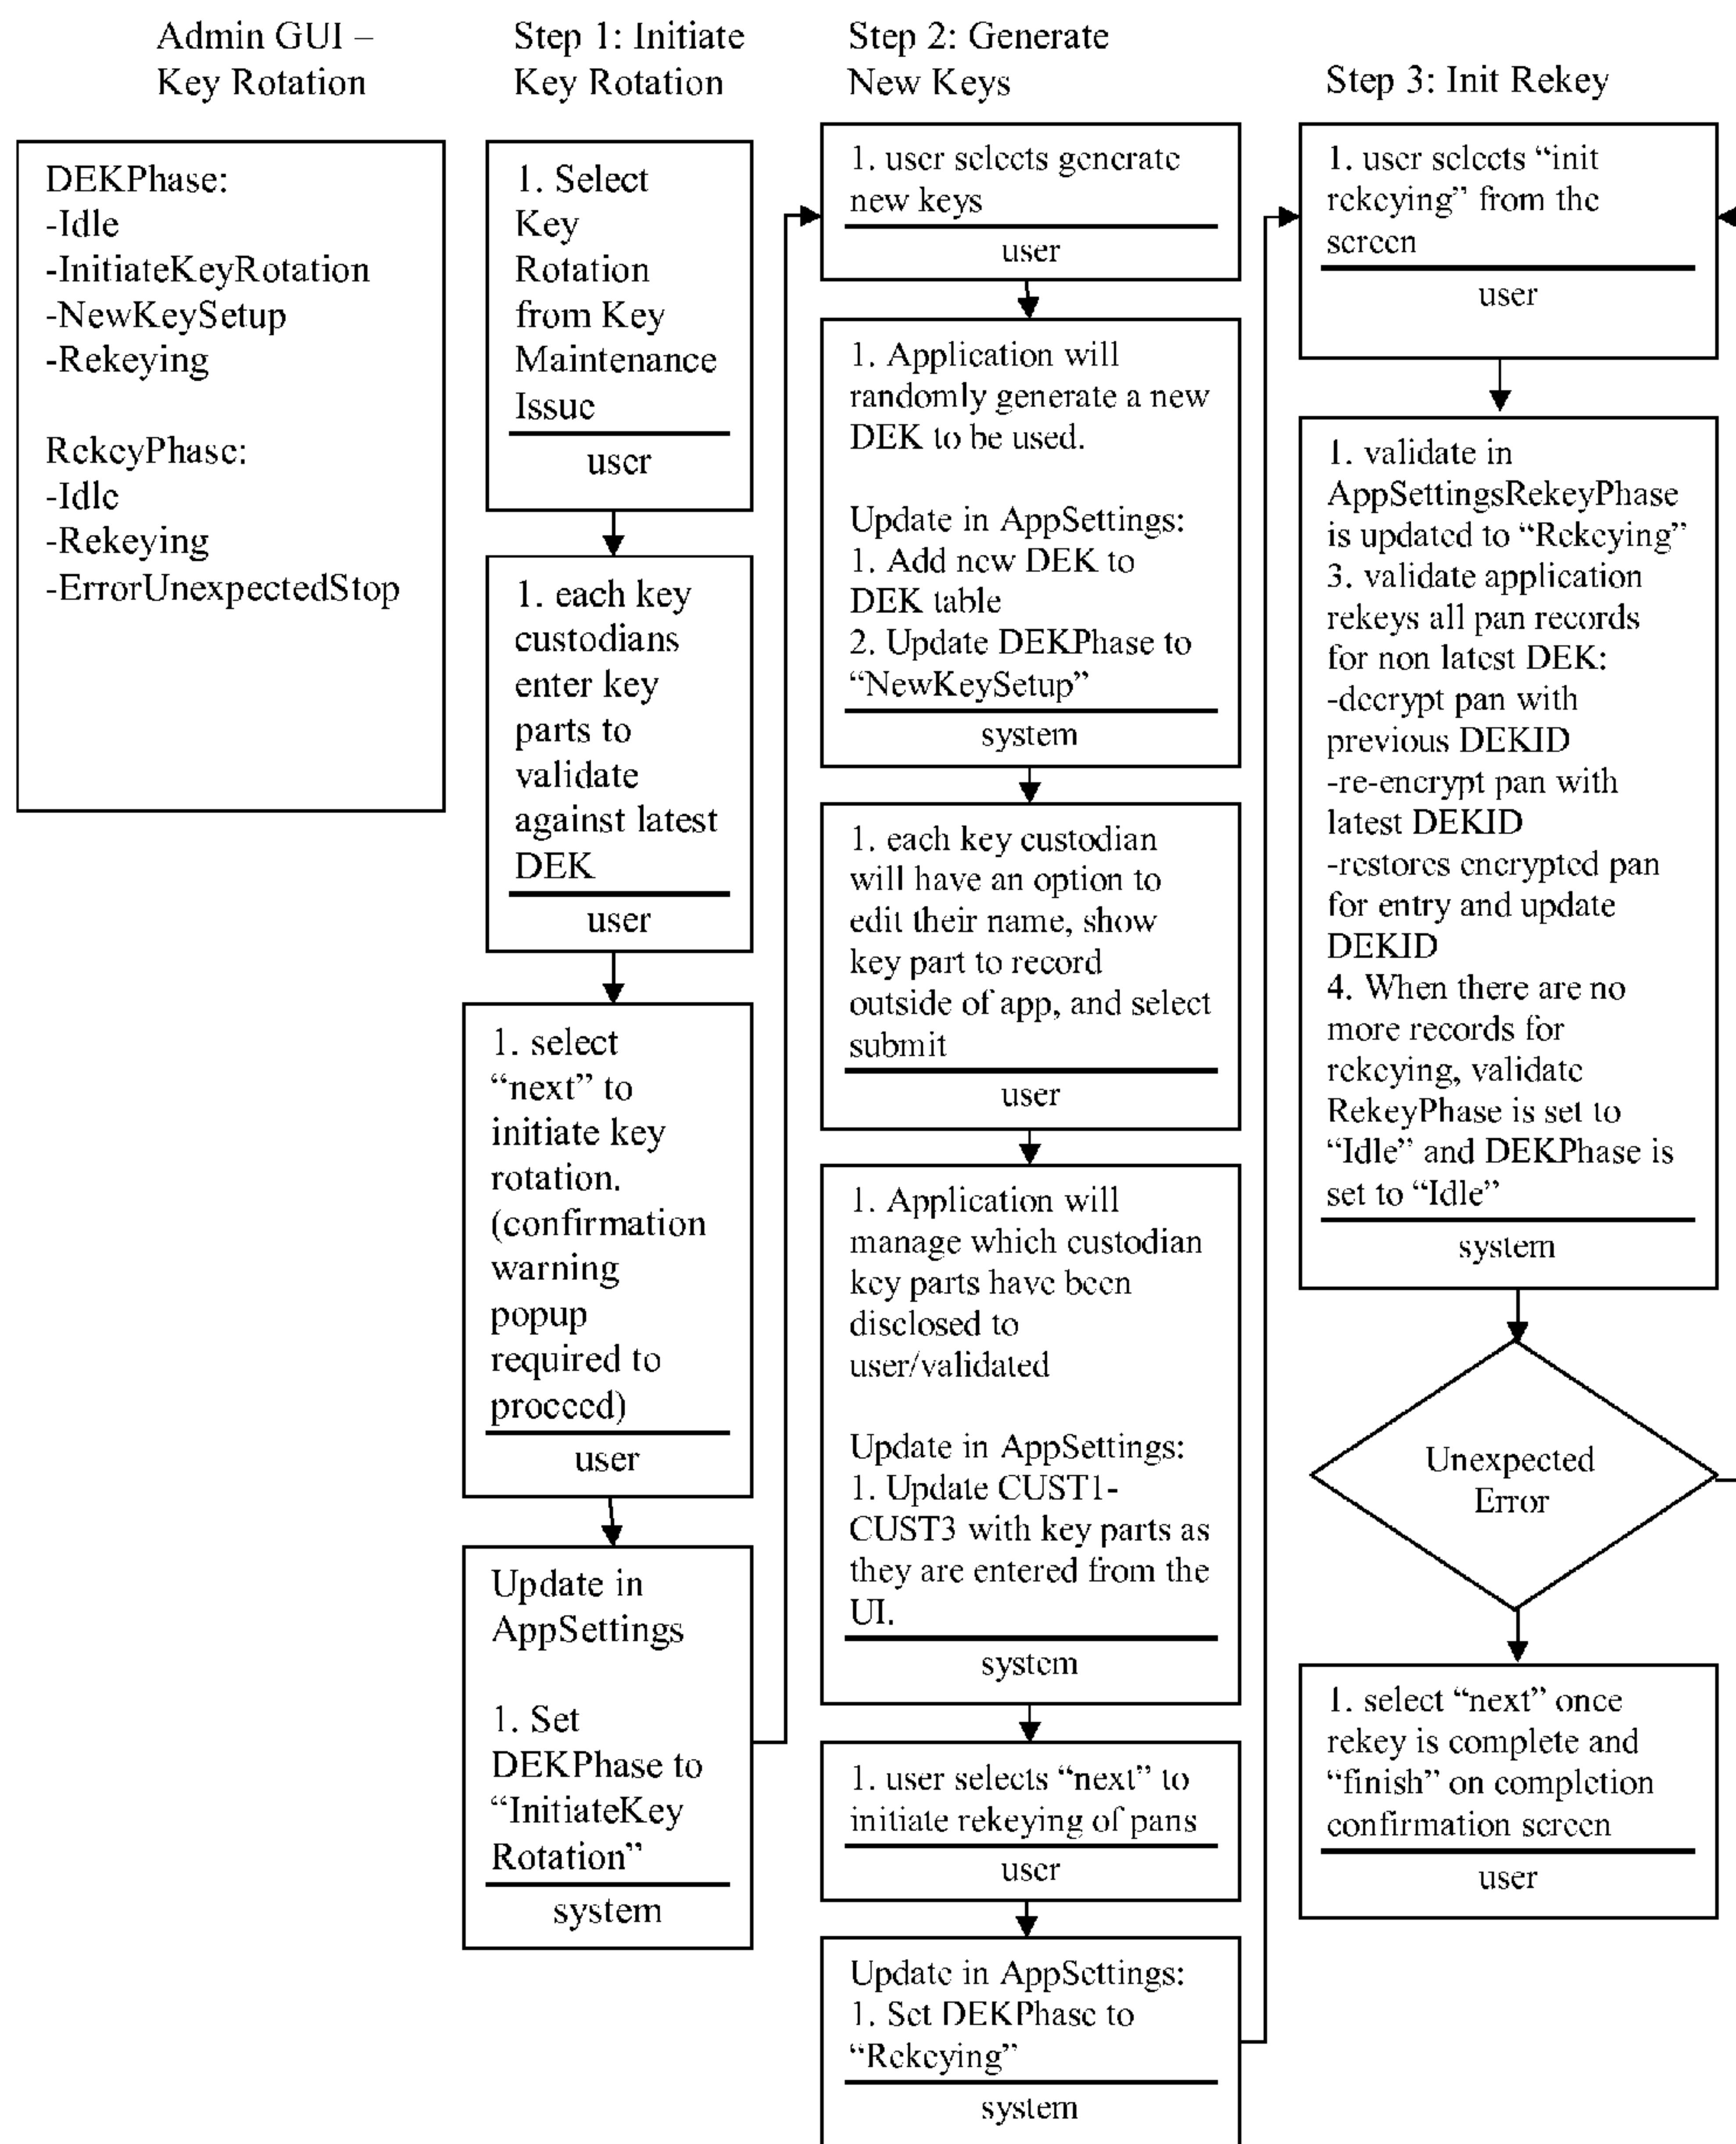 Admin GUI –
Key Rotation
DEKPhase:
-Idle
-InitiateKeyRotation
-NewKeySetup
-Rekeying
RekeyPhase:
-Idle
-Rekeying
-ErrorUnexpectedStop
Step 1: Initiate
Key Rotation
1. Select
Key
Rotation
from Key
Maintenance
Issue
user
1. each key
custodians
enter key
parts to
validate
against latest
DEK
user
1. select
“next” to
initiate key
rotation.
(confirmation
warning
popup
required to
proceed)
user
Update in
AppSettings
1. Set
DEKPhase to
“InitiateKey
Rotation”
system
Step 2: Generate
New Keys
1. user selects generate
new keys
user
1. Application will
randomly generate a new
DEK to be used.
Update in AppSettings:
1. Add new DEK to
DEK table
2. Update DEKPhase to
“NewKeySetup”
system
1. each key custodian
will have an option to
edit their name, show
key part to record
outside of app, and select
submit
user
1. Application will
manage which custodian
key parts have been
disclosed to
user/validated
Update in AppSettings:
1. Update CUST1-
CUST3 with key parts as
they are entered from the
UI.
system
1. user selects “next” to
initiate rekeying of pans
user
Update in AppSettings:
1. Set DEKPhase to
“Rekeying”
system
Step 3: Init Rekey
1. user selects “init
rekeying” from the
screen
user
1. validate in
AppSettingsRekeyPhase
is updated to “Rekeying”
3. validate application
rekeys all pan records
for non latest DEK:
-decrypt pan with
previous DEKID
-re-encrypt pan with
latest DEKID
-restores encrypted pan
for entry and update
DEKID
4. When there are no
more records for
rekeying, validate
RekeyPhase is set to
“Idle” and DEKPhase is
set to “Idle”
system
Unexpected
Error
1. select “next” once
rekey is complete and
“finish” on completion
confirmation screen
user